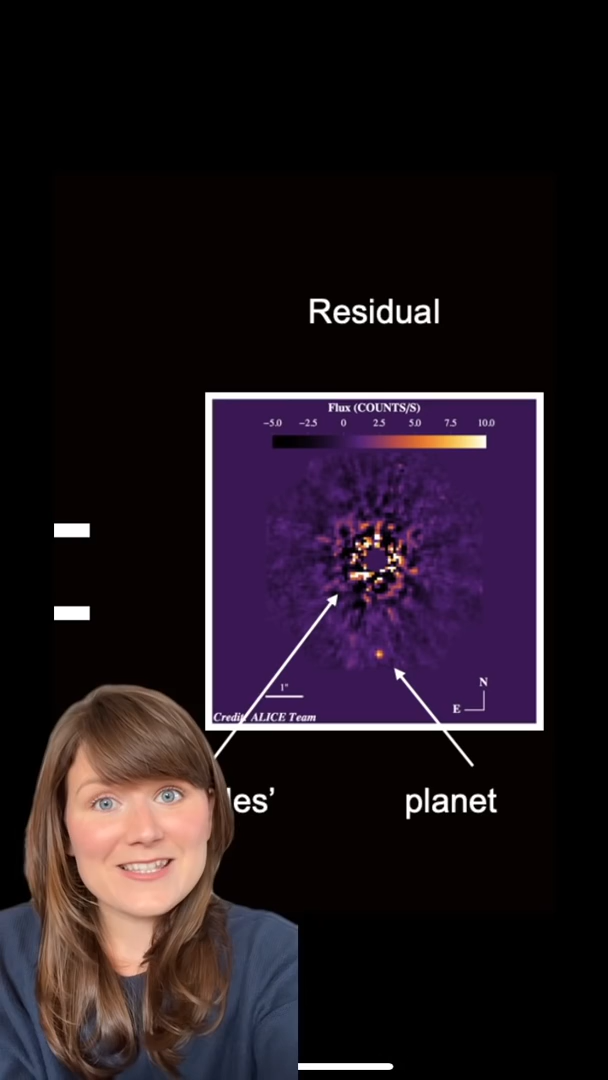 Residual
Flux (COUNTS/S)
−5.0 −2.5 0 2.5 5.0 7.5 10.0
1"
N
E
Credit: ALICE Team
les’
planet